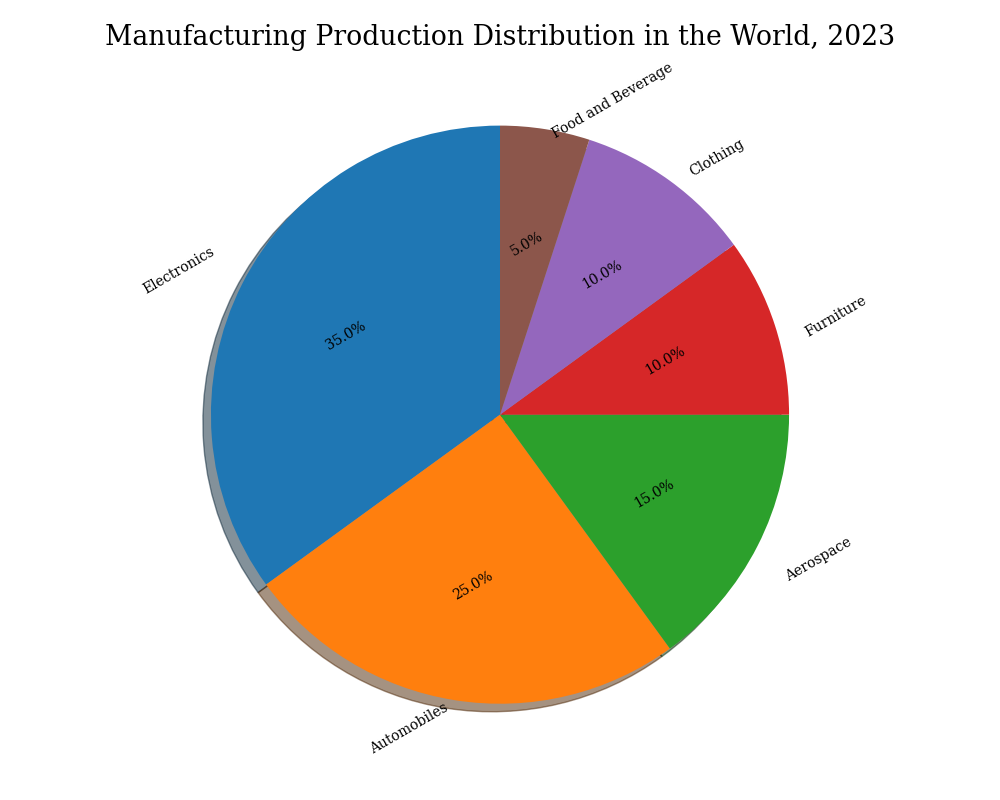 Manufacturing Production Distribution in the World, 2023
Food and Beverage
Clothing
Electronics
Furniture
5.0%
10.0%
35.0%
10.0%
15.0%
Aerospace
25.0%
Automobiles